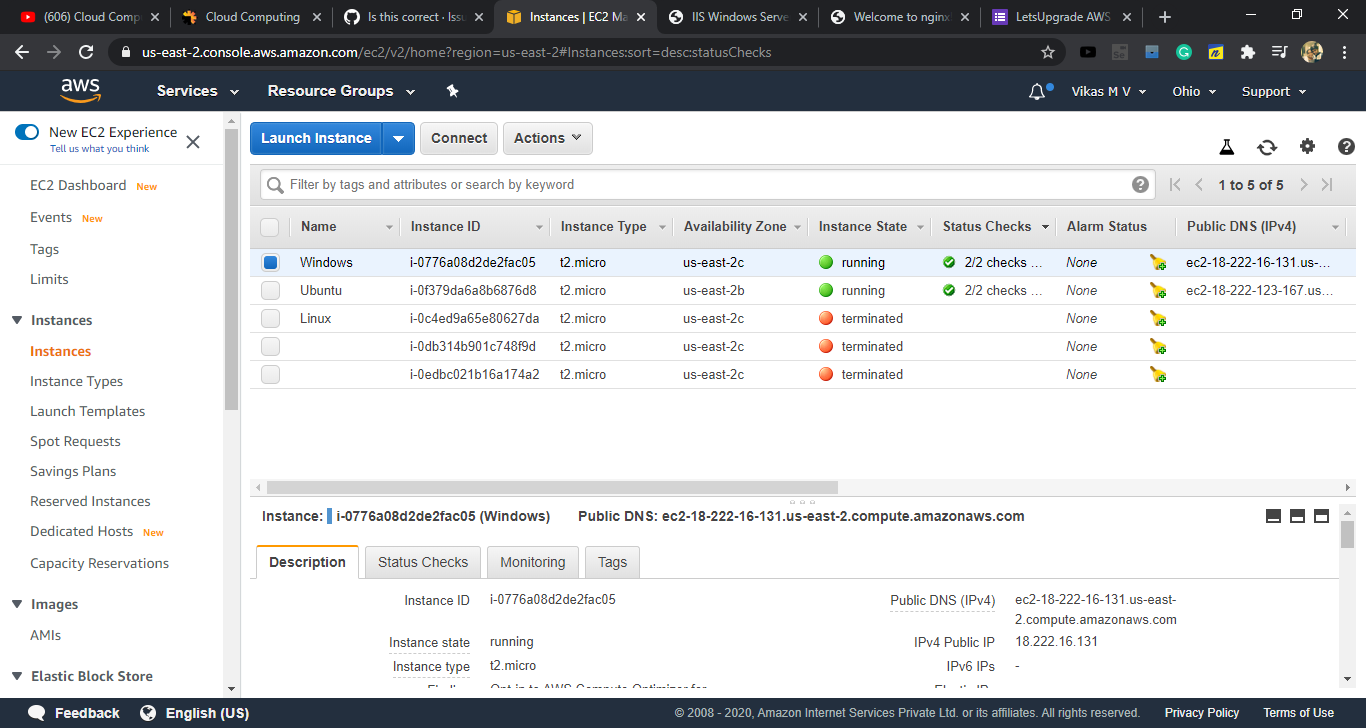 (606) Cloud Comp
Cloud Computing
Is this correct · Issu
Instances | EC2 Ma
IIS Windows Serve
Welcome to nginx!
LetsUpgrade AWS
us-east-2.console.aws.amazon.com/ec2/v2/home?region=us-east-2#Instances:sort=desc:statusChecks
aws
Services
Resource Groups
Vikas M V
Ohio
Support
New EC2 Experience
Tell us what you think
EC2 Dashboard New
Events New
Tags
Limits
Instances
Instances
Instance Types
Launch Templates
Spot Requests
Savings Plans
Reserved Instances
Dedicated Hosts New
Capacity Reservations
Images
AMIs
Elastic Block Store
Launch Instance
Connect
Actions
Filter by tags and attributes or search by keyword
1 to 5 of 5
Name Instance ID Instance Type Availability Zone Instance State Status Checks Alarm Status Public DNS (IPv4)
Windows i-0776a08d2de2fac05 t2.micro us-east-2c running 2/2 checks ... None ec2-18-222-16-131.us-...
Ubuntu i-0f379da6a8b6876d8 t2.micro us-east-2b running 2/2 checks ... None ec2-18-222-123-167.us...
Linux i-0c4ed9a65e80627da t2.micro us-east-2c terminated None
i-0db314b901c748f9d t2.micro us-east-2c terminated None
i-0edbc021b16a174a2 t2.micro us-east-2c terminated None
Instance: i-0776a08d2de2fac05 (Windows) Public DNS: ec2-18-222-16-131.us-east-2.compute.amazonaws.com
Description
Status Checks
Monitoring
Tags
Instance ID i-0776a08d2de2fac05
Instance state running
Instance type t2.micro
Opt-in to AWS Compute Optimizer for
Public DNS (IPv4) ec2-18-222-16-131.us-east-
2.compute.amazonaws.com
IPv4 Public IP 18.222.16.131
IPv6 IPs -
Feedback
English (US)
© 2008 - 2020, Amazon Internet Services Private Ltd. or its affiliates. All rights reserved.
Privacy Policy
Terms of Use